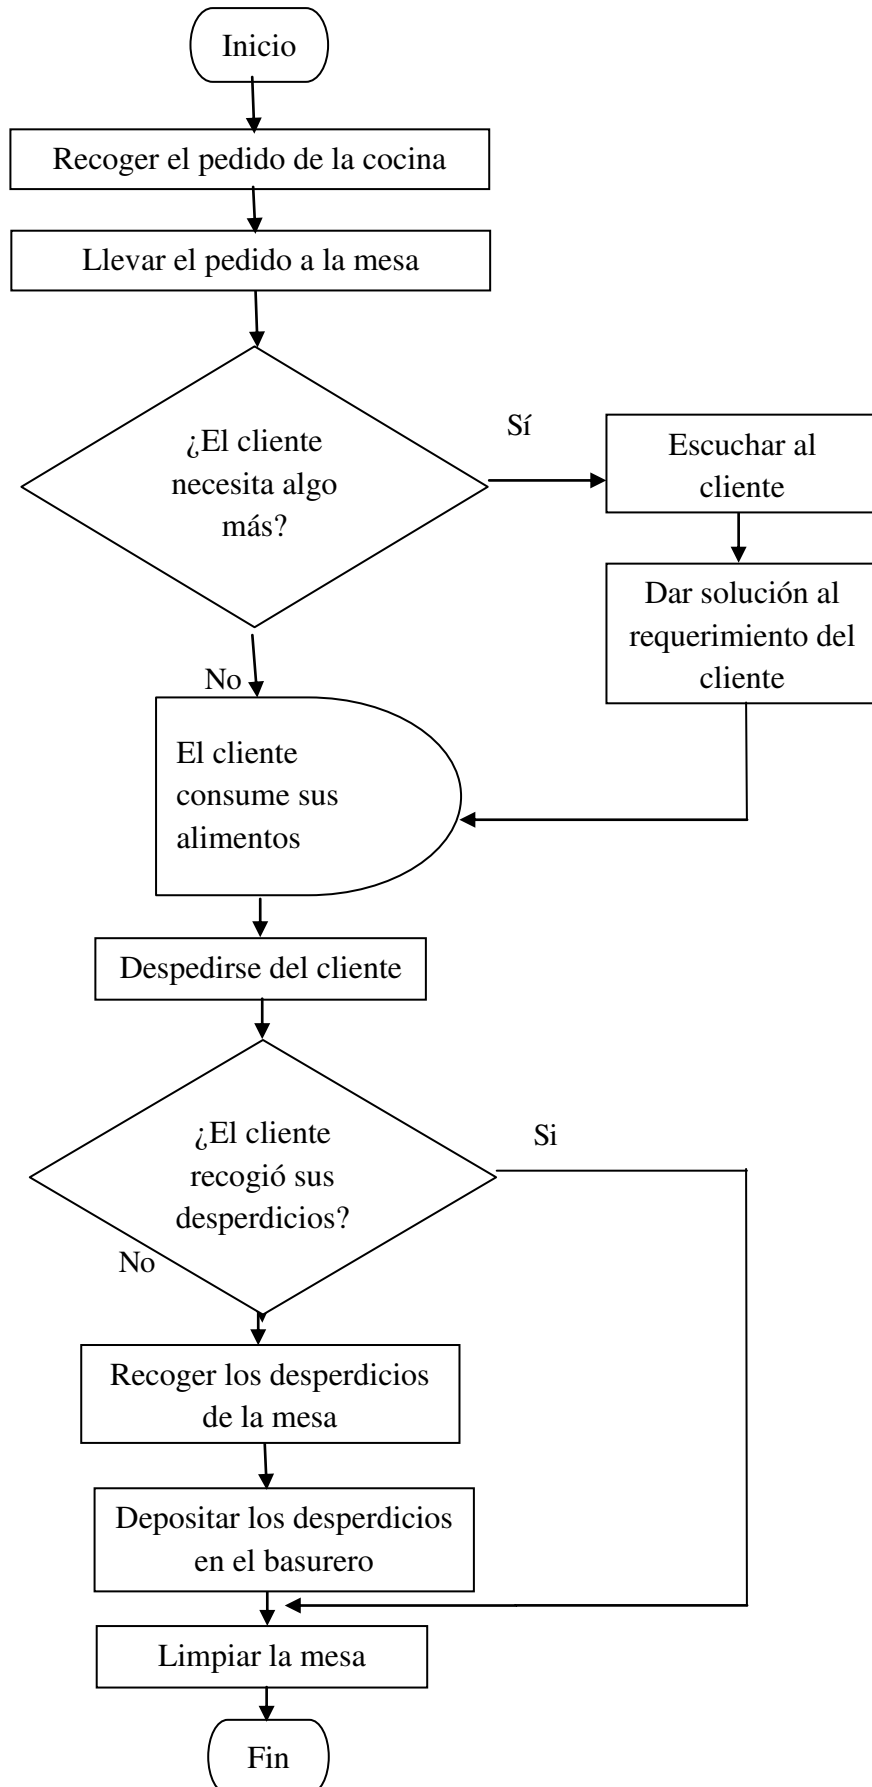 Inicio
Recoger el pedido de la cocina
Llevar el pedido a la mesa
¿El cliente
necesita algo
más?
Sí
Escuchar al
cliente
Dar solución al
requerimiento del
cliente
No
El cliente
consume sus
alimentos
Despedirse del cliente
¿El cliente
recogió sus
desperdicios?
Si
No
Recoger los desperdicios
de la mesa
Depositar los desperdicios
en el basurero
Limpiar la mesa
Fin